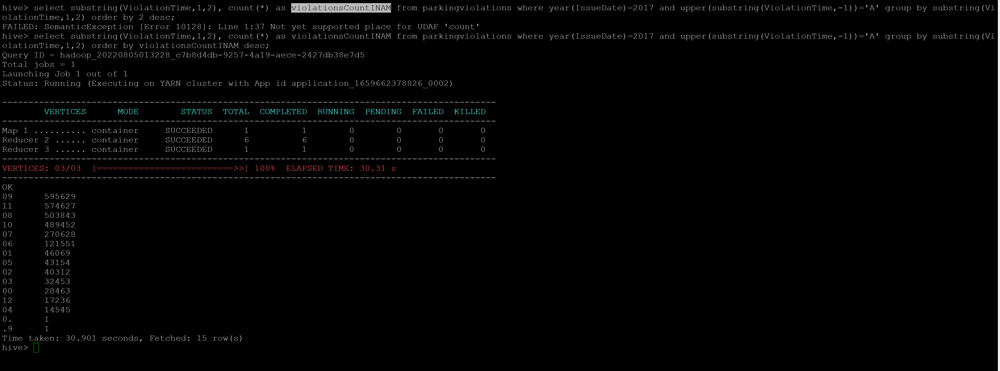 hive> select substring(ViolationTime,1,2), count(*) as violationsCountINAM from parkingviolations where year(IssueDate)=2017 and upper(substring(ViolationTime,-1))='A' group by substring(Vi
olationTime,1,2) order by 2 desc;
FAILED: SemanticException [Error 10128]: Line 1:37 Not yet supported place for UDAF 'count'
hive> select substring(ViolationTime,1,2), count(*) as violationsCountINAM from parkingviolations where year(IssueDate)=2017 and upper(substring(ViolationTime,-1))='A' group by substring(Vi
olationTime,1,2) order by violationsCountINAM desc;
Query ID = hadoop_20220805013228_c7b8d4db-9257-4a19-aece-2427db38e7d5
Total jobs = 1
Launching Job 1 out of 1
Status: Running (Executing on YARN cluster with App id application_1659662378826_0002)
----------------------------------------------------------------------------------------------
        VERTICES      MODE        STATUS  TOTAL  COMPLETED  RUNNING  PENDING  FAILED  KILLED
----------------------------------------------------------------------------------------------
Map 1 .......... container     SUCCEEDED      1          1        0        0       0       0
Reducer 2 ...... container     SUCCEEDED      6          6        0        0       0       0
Reducer 3 ...... container     SUCCEEDED      1          1        0        0       0       0
----------------------------------------------------------------------------------------------
VERTICES: 03/03  [==========================>>] 100%  ELAPSED TIME: 30.31 s
----------------------------------------------------------------------------------------------
OK
09      595629
11      574627
08      503843
10      489452
07      270628
06      121551
01      46069
05      43154
02      40312
03      32453
00      28463
12      17236
04      14545
0.      1
.9      1
Time taken: 30.901 seconds, Fetched: 15 row(s)
hive>